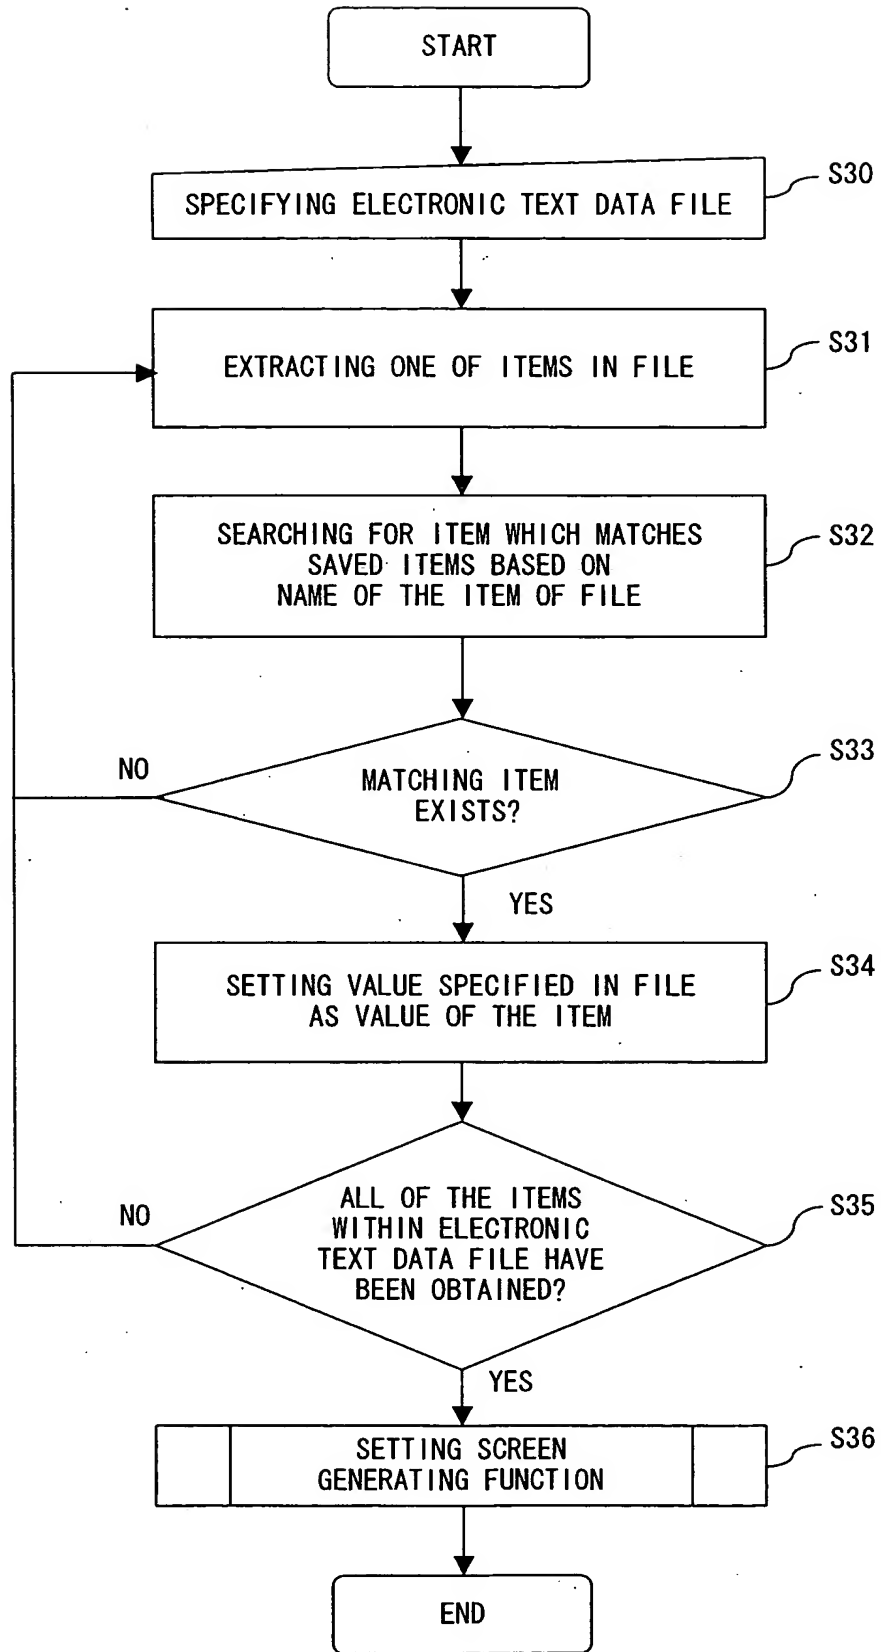 START
SPECIFYING ELECTRONIC TEXT DATA FILE
S30
EXTRACTING ONE OF ITEMS IN FILE
S31
SEARCHING FOR ITEM WHICH MATCHES
SAVED ITEMS BASED ON
NAME OF THE ITEM OF FILE
S32
MATCHING ITEM
EXISTS?
S33
NO
YES
SETTING VALUE SPECIFIED IN FILE
AS VALUE OF THE ITEM
S34
ALL OF THE ITEMS
WITHIN ELECTRONIC
TEXT DATA FILE HAVE
BEEN OBTAINED?
S35
NO
YES
SETTING SCREEN
GENERATING FUNCTION
S36
END